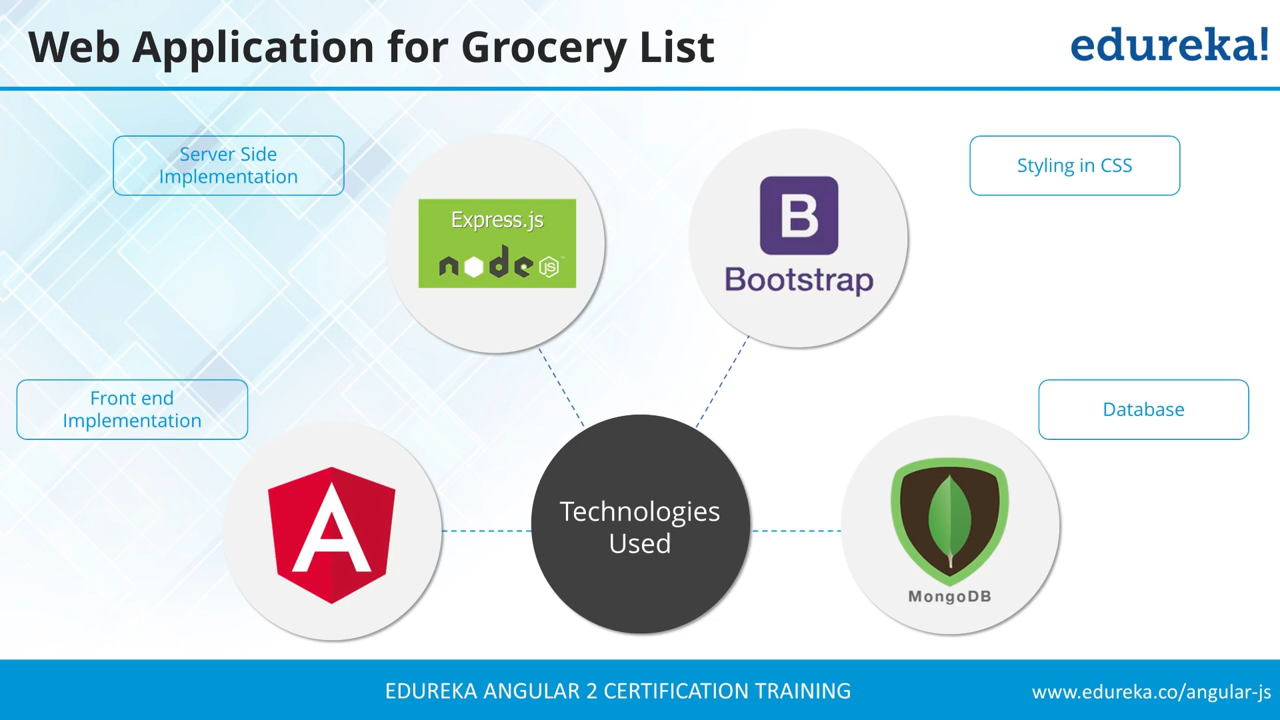 Web Application for Grocery List
edureka!
Server Side
Implementation
Express.js
node JS
B
Bootstrap
Styling in CSS
Front end
Implementation
A
Technologies
Used
Database
MongoDB
EDUREKA ANGULAR 2 CERTIFICATION TRAINING
www.edureka.co/angular-js